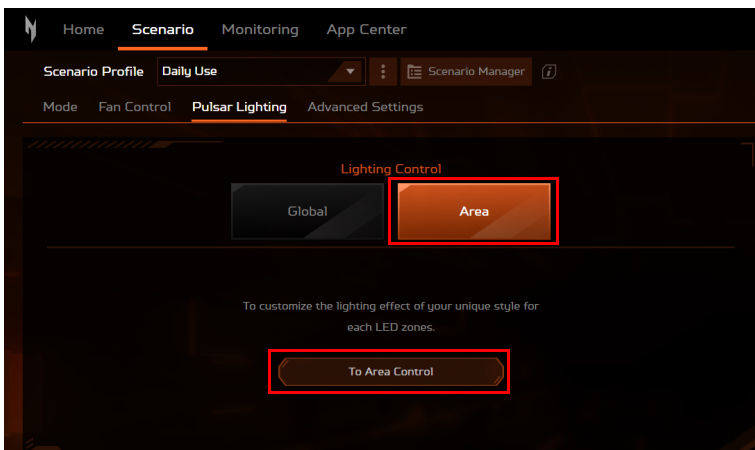 Home Scenario Monitoring App Center
Scenario Profile Daily Use Scenario Manager i
Mode Fan Control Pulsar Lighting Advanced Settings
Lighting Control
Global Area
To customize the lighting effect of your unique style for
each LED zones.
To Area Control